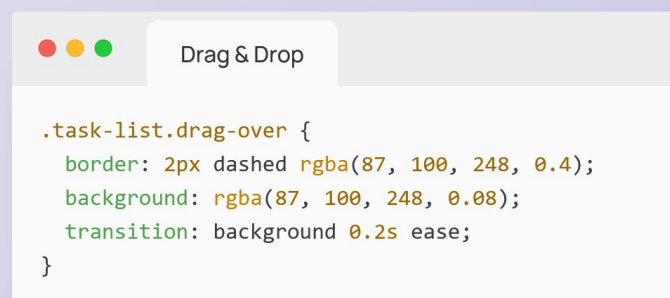 Drag & Drop
.task-list.drag-over {
  border: 2px dashed rgba(87, 100, 248, 0.4);
  background: rgba(87, 100, 248, 0.08);
  transition: background 0.2s ease;
}